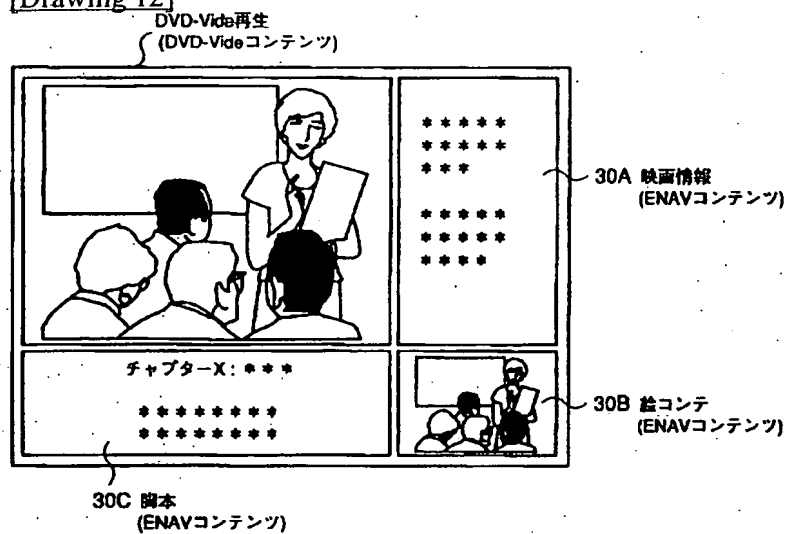 [Drawing 12]
DVD-Vide再生
(DVD-Videコンテンツ)
* * * * *
* * * * *
* * *
* * * * *
* * * * *
* * * *
30A 映画情報
(ENAVコンテンツ)
チャプターX: * * *
* * * * * * * *
* * * * * * * *
30B 絵コンテ
(ENAVコンテンツ)
30C 脚本
(ENAVコンテンツ)